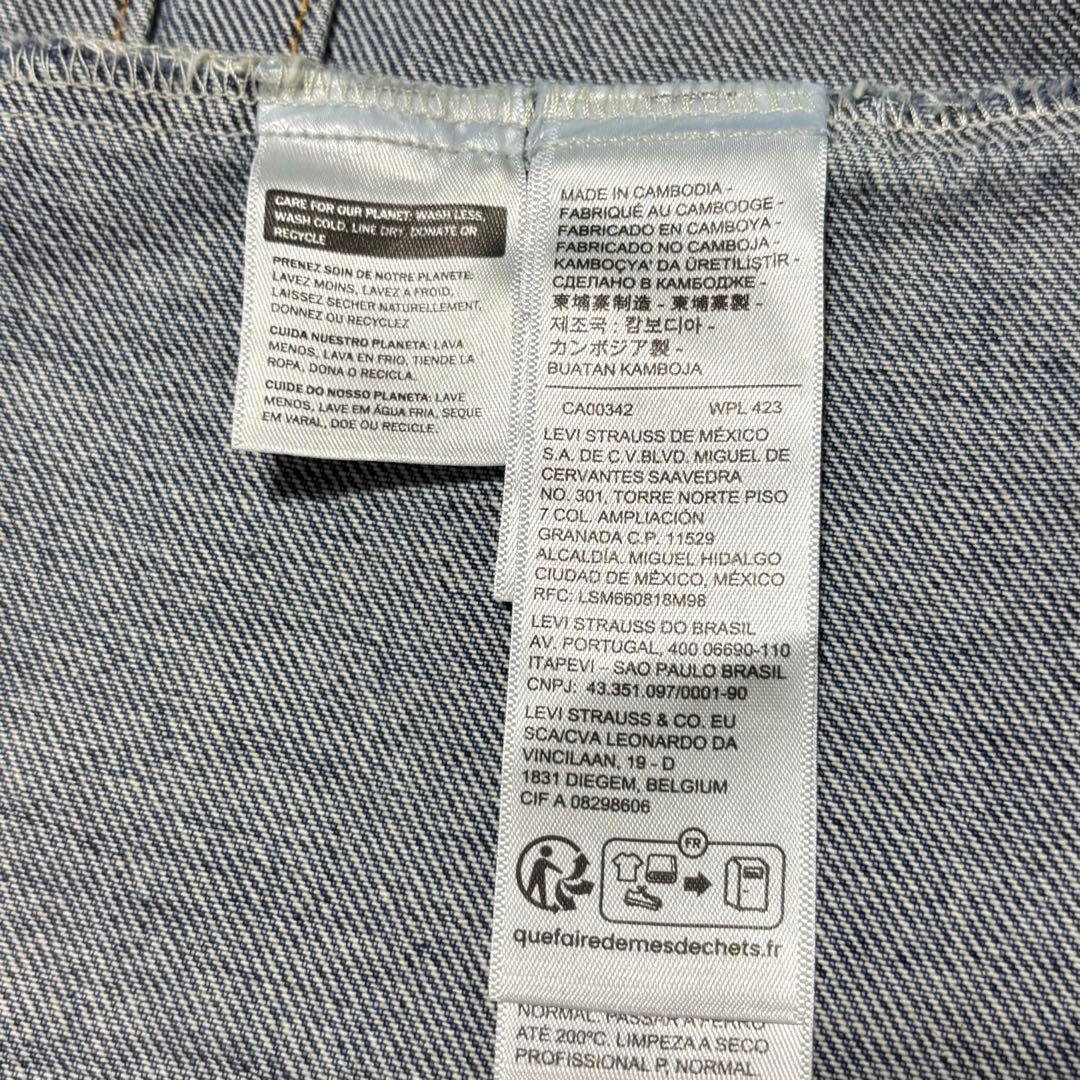 CARE FOR OUR PLANET: WASH LESS
WASH COLD, LINE DRY, DONATE OR
RECYCLE
PRENEZ SOIN DE NOTRE PLANETE:
LAVEZ MOINS, LAVEZ A FROID,
LAISSEZ SECHER NATURELLEMENT,
DONNEZ OU RECYCLEZ
CUIDA NUESTRO PLANETA: LAVA
MENOS, LAVA EN FRIO, TIENDE LA
ROPA, DONA O RECICLA.
CUIDE DO NOSSO PLANETA: LAVE
MENOS, LAVE EM ÁGUA FRIA, SEQUE
EM VARAL, DOE OU RECICLE.
MADE IN CAMBODIA -
FABRIQUÉ AU CAMBODGE -
FABRICADO EN CAMBOYA -
FABRICADO NO CAMBOJA -
KAMBOÇYA' DA ÜRETILİŞTİR -
СДЕЛАНО В КАМБОДЖЕ -
柬埔寨制造 - 柬埔寨製 -
제조국 : 캄보디아 -
カンボジア製 -
BUATAN KAMBOJA
CA00342 WPL 423
LEVI STRAUSS DE MÉXICO
S.A. DE C.V.BLVD. MIGUEL DE
CERVANTES SAAVEDRA
NO. 301, TORRE NORTE PISO
7 COL. AMPLIACIÓN
GRANADA C.P. 11529
ALCALDÍA. MIGUEL HIDALGO
CIUDAD DE MÉXICO, MÉXICO
RFC: LSM660818M98
LEVI STRAUSS DO BRASIL
AV. PORTUGAL, 400 06690-110
ITAPEVI - SAO PAULO BRASIL
CNPJ: 43.351.097/0001-90
LEVI STRAUSS & CO. EU
SCA/CVA LEONARDO DA
VINCILAAN, 19 - D
1831 DIEGEM, BELGIUM
CIF A 08298606
FR
quefairedemesdechets.fr
NORMAL. PASSAR A FERRO
ATÉ 200ºC. LIMPEZA A SECO
PROFISSIONAL P, NORMAL.